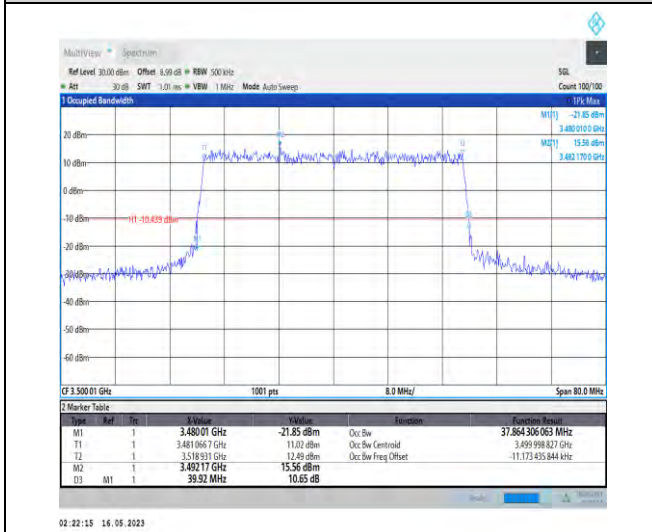 MultiView Spectrum
Ref Level 30.00 dBm Offset 8.99 dB RBW 500 kHz SGL
Att 30 dB SWT 1.01 ms VBW 1 MHz Mode Auto Sweep Count 100/100
1 Occupied Bandwidth 1Pk Max
M1[1] -21.85 dBm
3.480 010 0 GHz
M2[1] 15.56 dBm
3.492 170 0 GHz
20 dBm
10 dBm
0 dBm
-10 dBm
H1 -10.439 dBm
-20 dBm
-30 dBm
-40 dBm
-50 dBm
-60 dBm
T1
T2
M1
CF 3.500 01 GHz 1001 pts 8.0 MHz/ Span 80.0 MHz
2 Marker Table
Type Ref Trc X-Value Y-Value Function Function Result
M1 1 3.48001 GHz -21.85 dBm Occ Bw 37.864 306 063 MHz
T1 1 3.481 066 7 GHz 11.02 dBm Occ Bw Centroid 3.499 998 827 GHz
T2 1 3.518 931 GHz 12.49 dBm Occ Bw Freq Offset -11.173 435 844 kHz
M2 1 3.49217 GHz 15.56 dBm
D3 M1 1 39.92 MHz 10.65 dB
02:22:15 16.05.2023